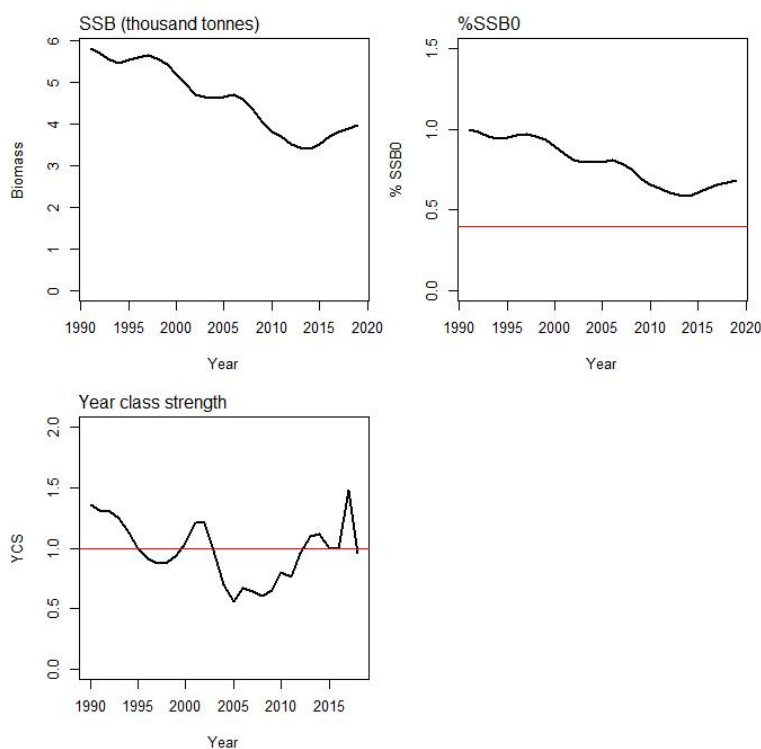 SSB (thousand tonnes)
Biomass
6
5
4
3
2
1
0
1990 1995 2000 2005 2010 2015 2020
Year
%SSB0
% SSB0
1.5
1.0
0.5
0.0
1990 1995 2000 2005 2010 2015 2020
Year
Year class strength
YCS
2.0
1.5
1.0
0.5
0.0
1990 1995 2000 2005 2010 2015
Year